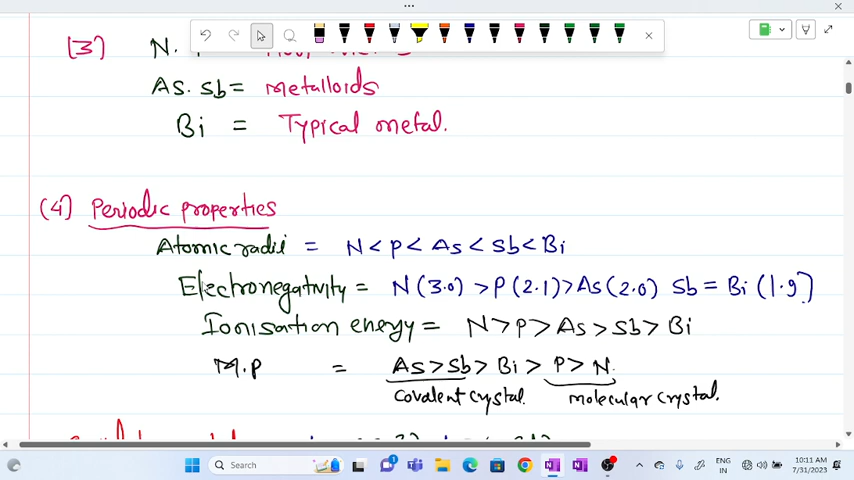 [3] N.
As. Sb = metalloids
Bi = Typical metal.
(4) Periodic properties
Atomic radii = N < P < As < Sb < Bi
Electronegativity = N (3.0) > P (2.1) > As (2.0) Sb = Bi (1.9)
Ionisation energy = N > P > As > Sb > Bi
M.P = As > Sb > Bi > P > N.
covalent crystal. molecular crystal.
Search
ENG
IN
10:11 AM
7/31/2023